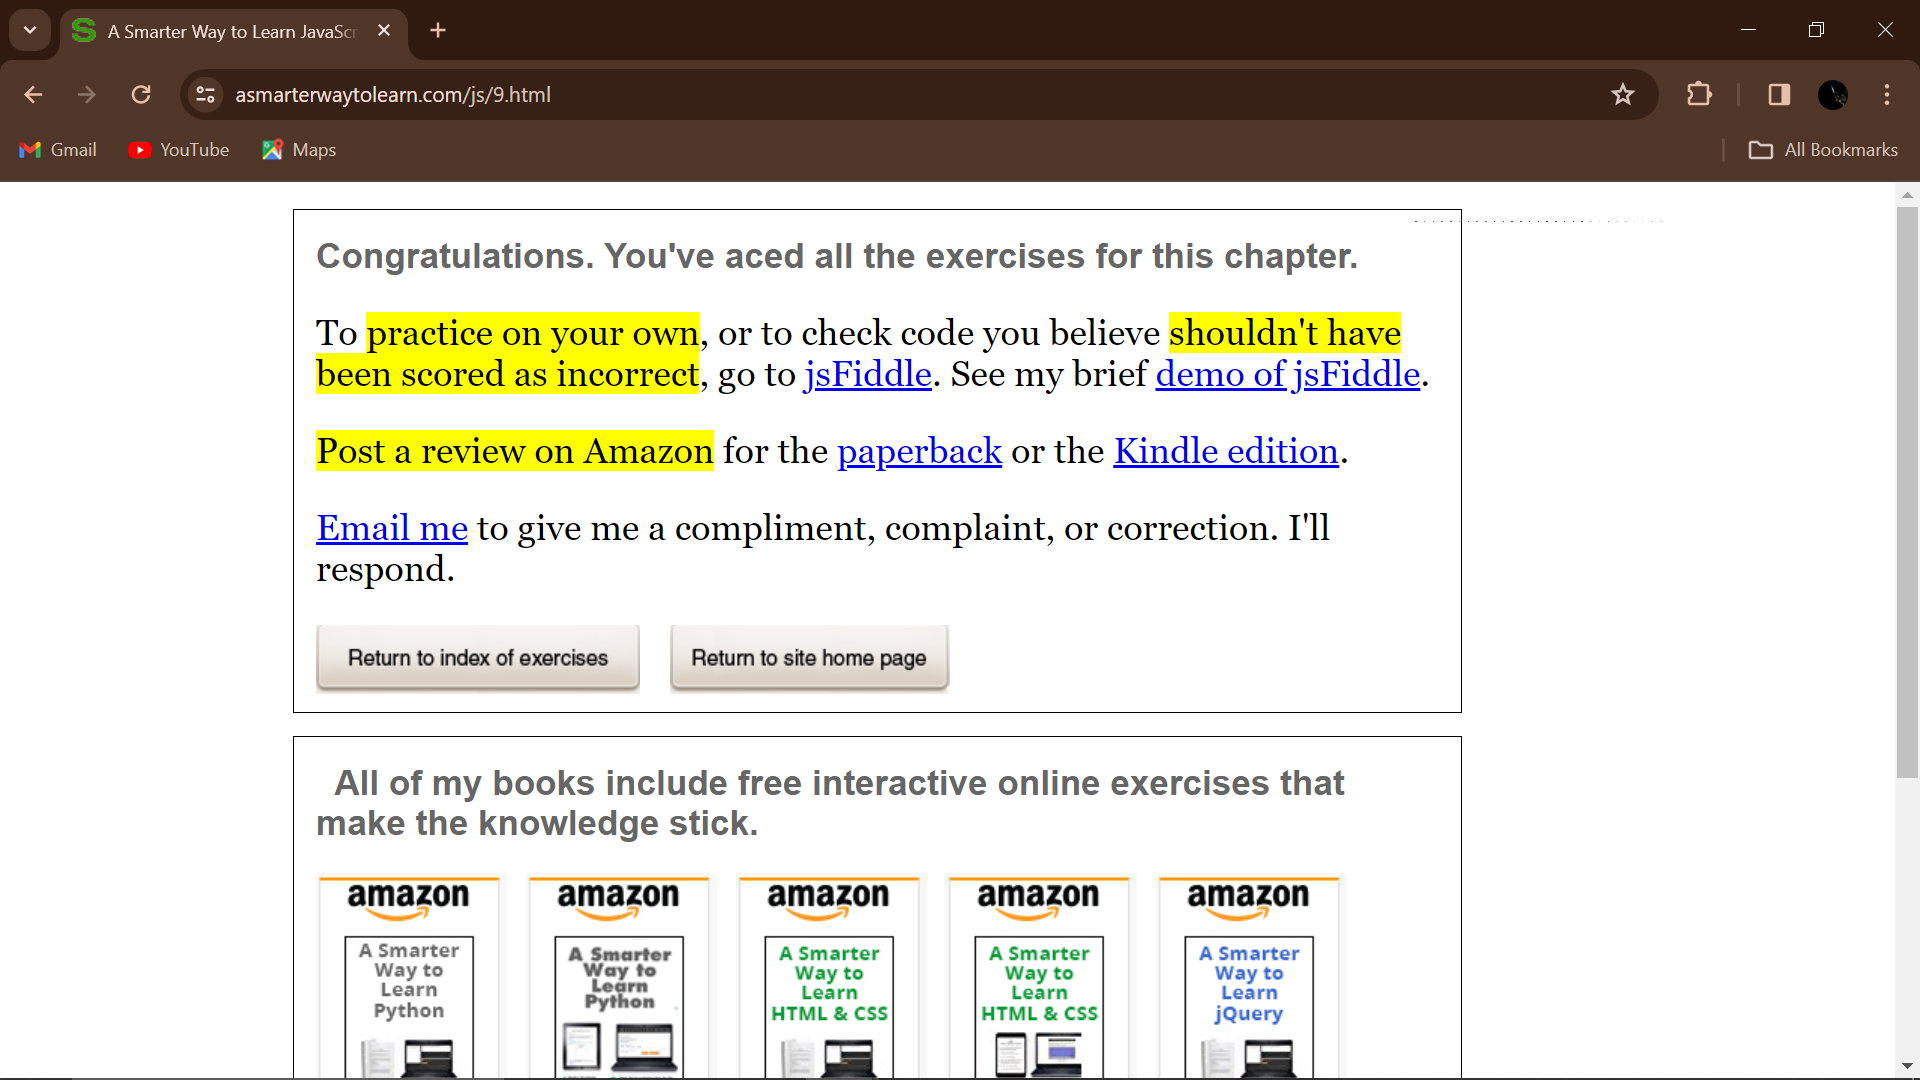 A Smarter Way to Learn JavaScr
asmarterwaytolearn.com/js/9.html
Gmail
YouTube
Maps
All Bookmarks
Congratulations. You've aced all the exercises for this chapter.
To practice on your own, or to check code you believe shouldn't have
been scored as incorrect, go to jsFiddle. See my brief demo of jsFiddle.
Post a review on Amazon for the paperback or the Kindle edition.
Email me to give me a compliment, complaint, or correction. I'll
respond.
Return to index of exercises
Return to site home page
All of my books include free interactive online exercises that
make the knowledge stick.
amazon
A Smarter
Way to
Learn
Python
amazon
A Smarter
Way to
Learn
Python
amazon
A Smarter
Way to
Learn
HTML & CSS
amazon
A Smarter
Way to
Learn
HTML & CSS
amazon
A Smarter
Way to
Learn
jQuery